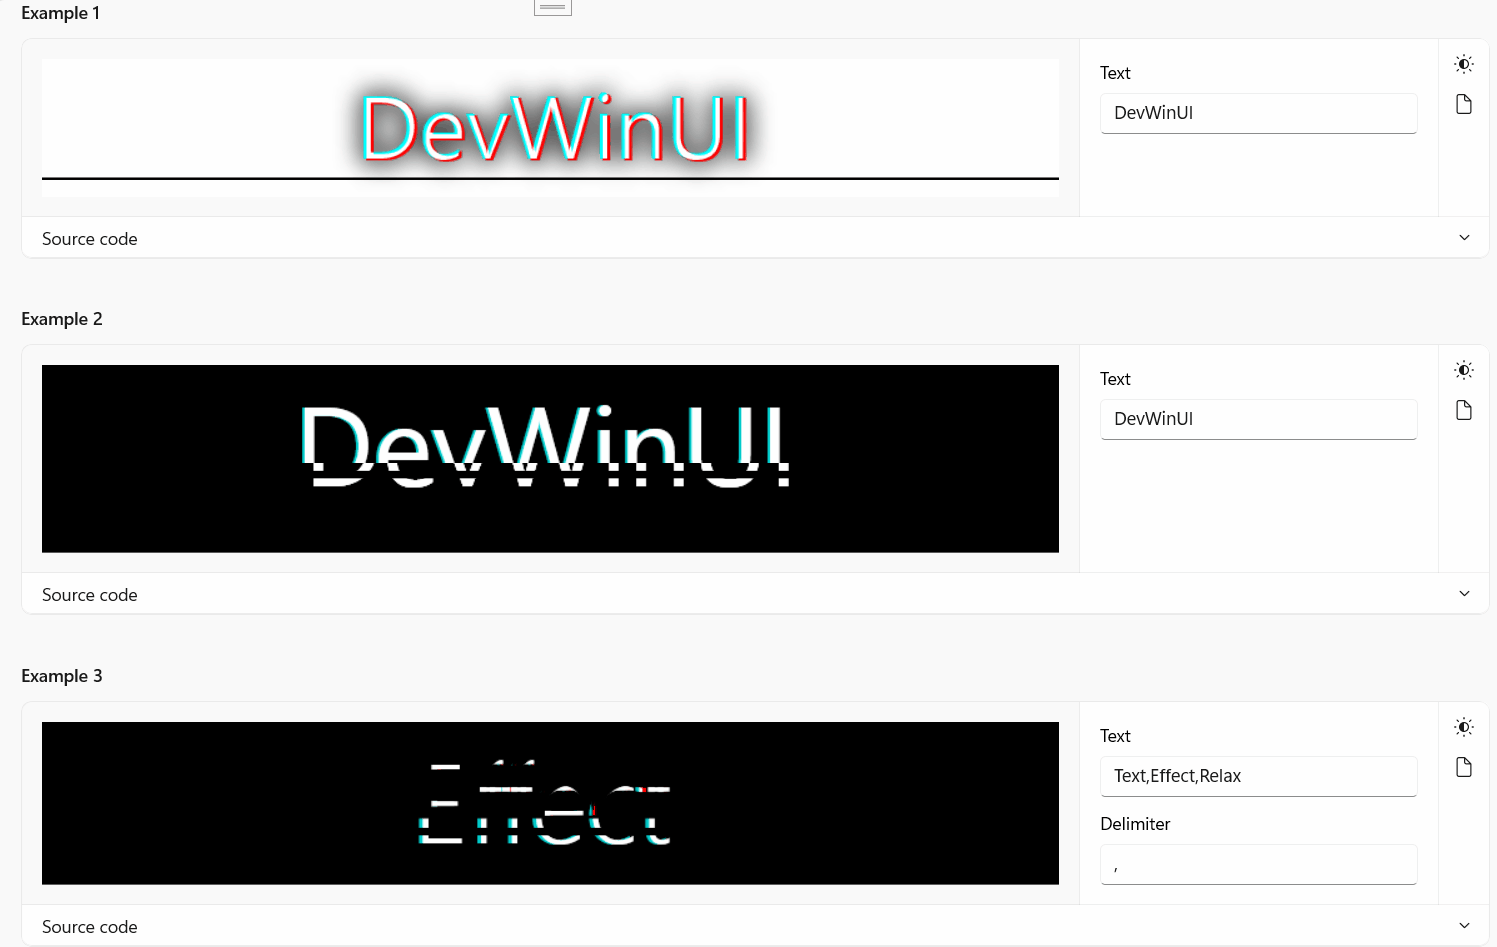 Example 1
DevWinUI
Text
DevWinUI
Source code
Example 2
DevWinUI
Text
DevWinUI
Source code
Example 3
Effect
Text
Text,Effect,Relax
Delimiter
,
Source code